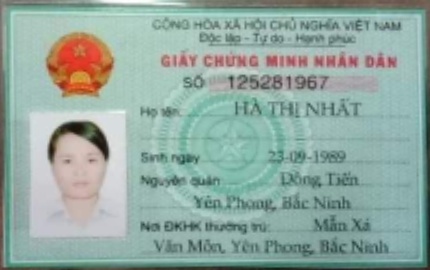 CỘNG HÒA XÃ HỘI CHỦ NGHĨA VIỆT NAM
Độc lập - Tự do - Hạnh phúc
GIẤY CHỨNG MINH NHÂN DÂN
SỐ 125281967
Họ tên HÀ THỊ NHẤT
Sinh ngày 23-09-1989
Nguyên quán Đông Tiến
Yên Phong, Bắc Ninh
Nơi ĐKHK thường trú: Mẫn Xá
Văn Môn, Yên Phong, Bắc Ninh